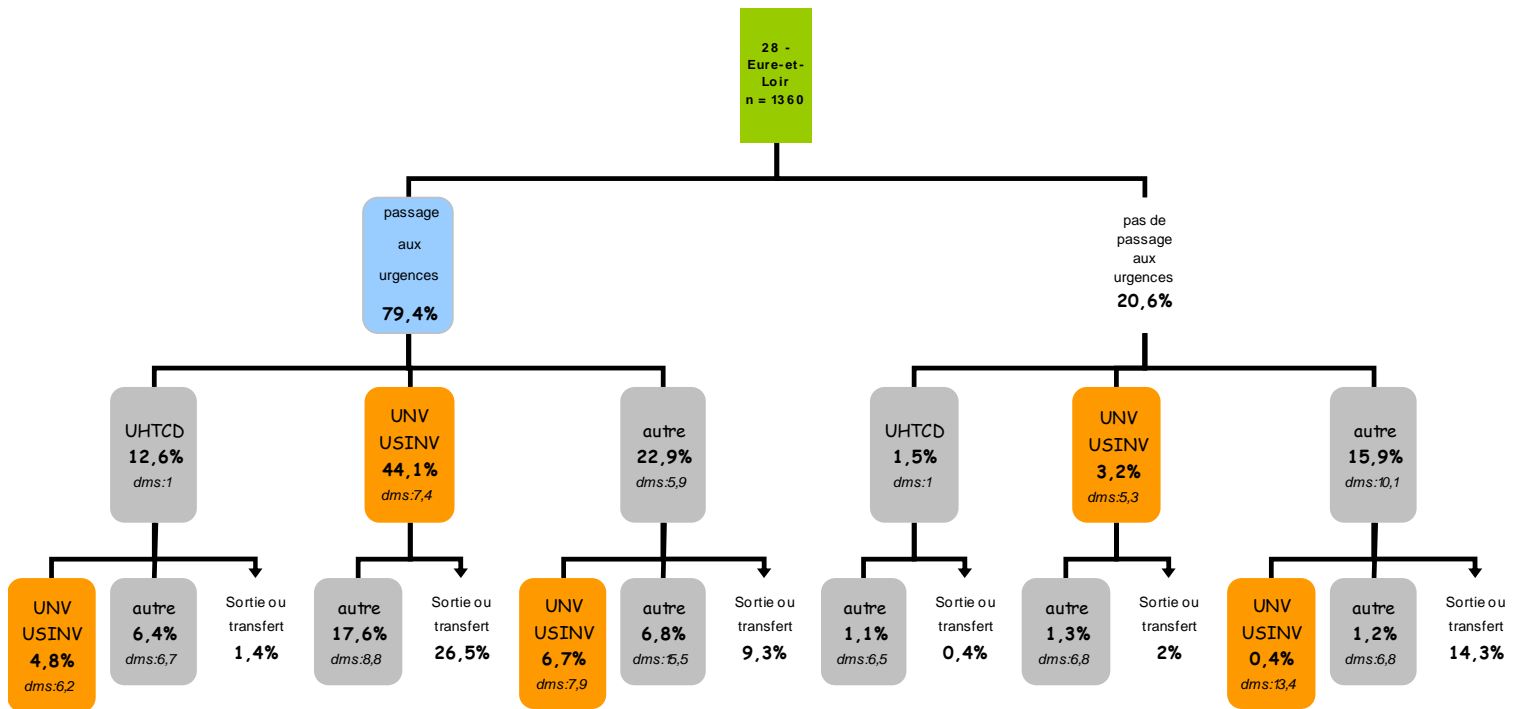 28 -
Eure-et-
Loir
n = 1360
passage
aux
urgences
79,4%
pas de
passage
aux
urgences
20,6%
UHTCD
12,6%
dms:1
UNV
USINV
44,1%
dms:7,4
autre
22,9%
dms:5,9
UHTCD
1,5%
dms:1
UNV
USINV
3,2%
dms:5,3
autre
15,9%
dms:10,1
UNV
USINV
4,8%
dms:6,2
autre
6,4%
dms:6,7
Sortie ou
transfert
1,4%
autre
17,6%
dms:8,8
Sortie ou
transfert
26,5%
UNV
USINV
6,7%
dms:7,9
autre
6,8%
dms:15,5
Sortie ou
transfert
9,3%
autre
1,1%
dms:6,5
Sortie ou
transfert
0,4%
autre
1,3%
dms:6,8
Sortie ou
transfert
2%
UNV
USINV
0,4%
dms:13,4
autre
1,2%
dms:6,8
Sortie ou
transfert
14,3%